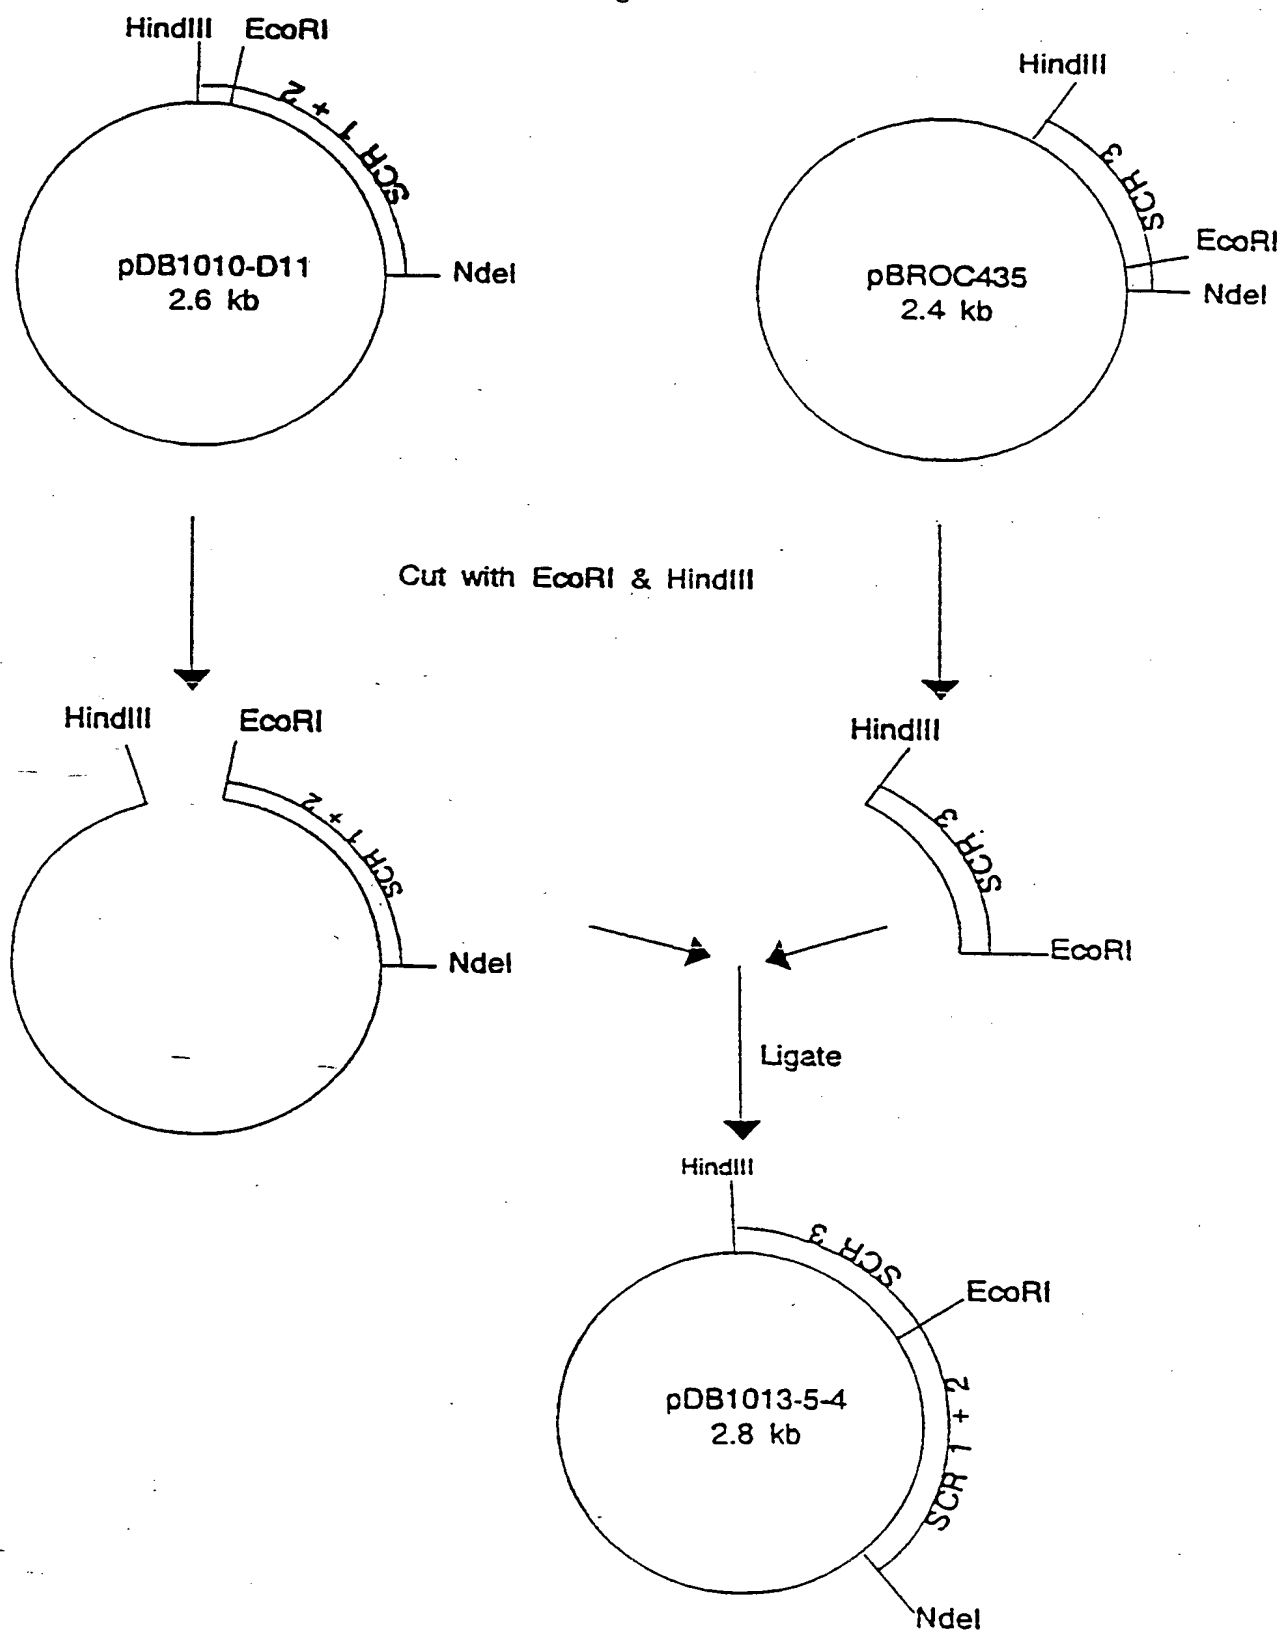 HindIII EcoRI
SCR 1 + 2
pDB1010-D11
2.6 kb
NdeI
HindIII
SCR 3
pBROC435
2.4 kb
EcoRI
NdeI
Cut with EcoRI & HindIII
HindIII EcoRI
SCR 1 + 2
NdeI
HindIII
SCR 3
EcoRI
Ligate
HindIII
SCR 3
EcoRI
pDB1013-5-4
2.8 kb
SCR 1 + 2
NdeI